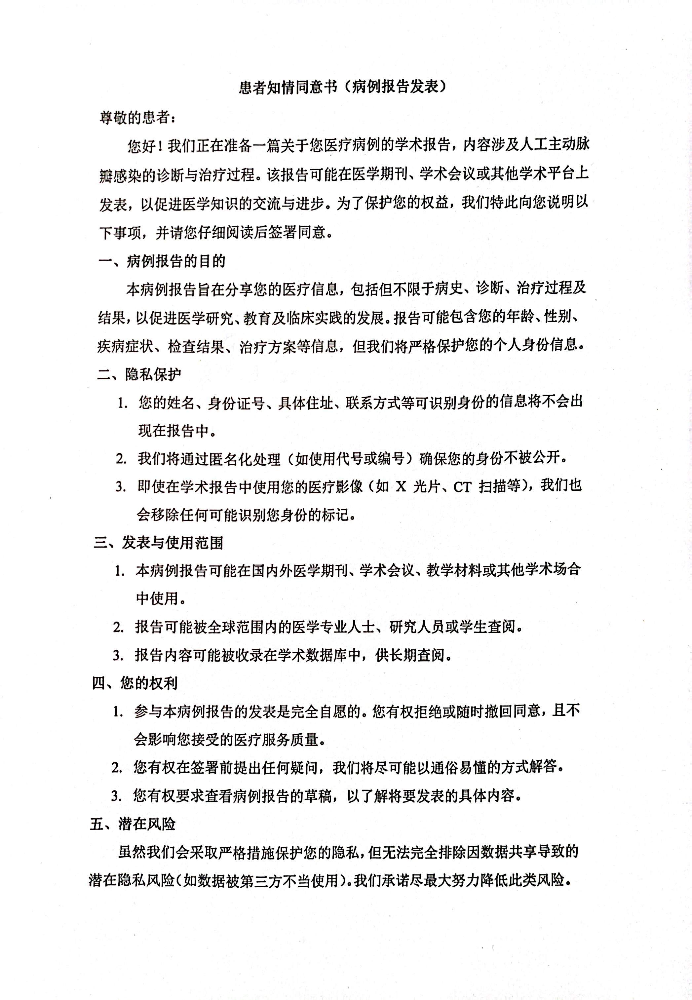 患者知情同意书（病例报告发表）
尊敬的患者：
您好！我们正在准备一篇关于您医疗病例的学术报告，内容涉及人工主动脉
瓣感染的诊断与治疗过程。该报告可能在医学期刊、学术会议或其他学术平台上
发表，以促进医学知识的交流与进步。为了保护您的权益，我们特此向您说明以
下事项，并请您仔细阅读后签署同意。
一、病例报告的目的
本病例报告旨在分享您的医疗信息，包括但不限于病史、诊断、治疗过程及
结果，以促进医学研究、教育及临床实践的发展。报告可能包含您的年龄、性别、
疾病症状、检查结果、治疗方案等信息，但我们将严格保护您的个人身份信息。
二、隐私保护
1. 您的姓名、身份证号、具体住址、联系方式等可识别身份的信息将不会出
现在报告中。
2. 我们将通过匿名化处理（如使用代号或编号）确保您的身份不被公开。
3. 即使在学术报告中使用您的医疗影像（如 X 光片、CT 扫描等），我们也
会移除任何可能识别您身份的标记。
三、发表与使用范围
1. 本病例报告可能在国内外医学期刊、学术会议、教学材料或其他学术场合
中使用。
2. 报告可能被全球范围内的医学专业人士、研究人员或学生查阅。
3. 报告内容可能被收录在学术数据库中，供长期查阅。
四、您的权利
1. 参与本病例报告的发表是完全自愿的。您有权拒绝或随时撤回同意，且不
会影响您接受的医疗服务质量。
2. 您有权在签署前提出任何疑问，我们将尽可能以通俗易懂的方式解答。
3. 您有权要求查看病例报告的草稿，以了解将要发表的具体内容。
五、潜在风险
虽然我们会采取严格措施保护您的隐私，但无法完全排除因数据共享导致的
潜在隐私风险（如数据被第三方不当使用）。我们承诺尽最大努力降低此类风险。